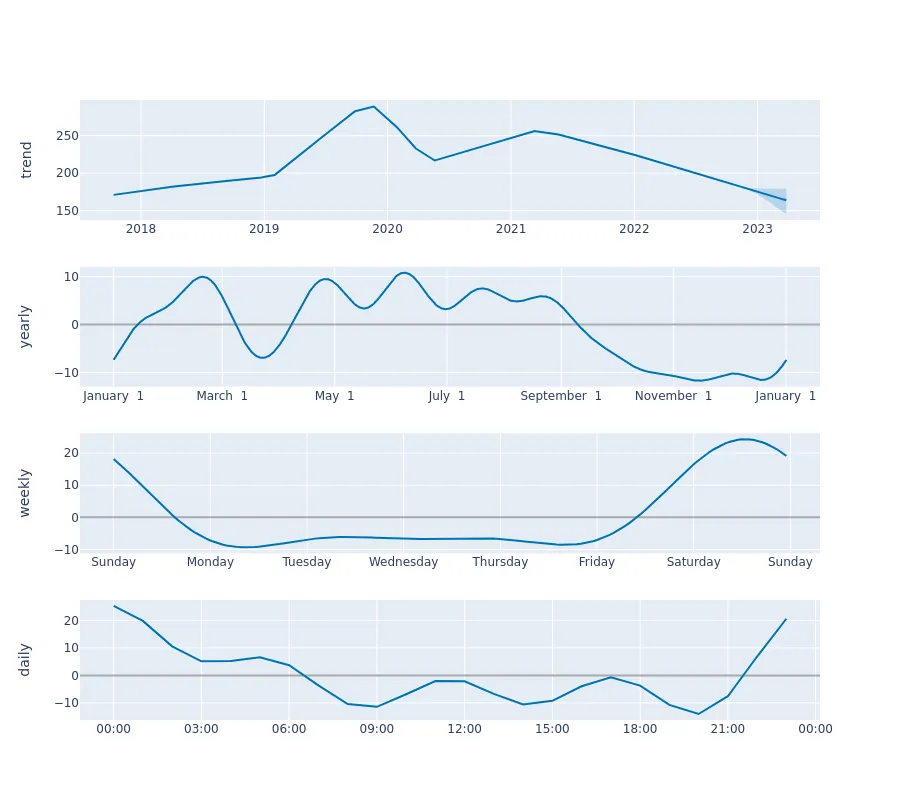 trend
250
200
150
2018 2019 2020 2021 2022 2023
yearly
10
0
−10
January 1 March 1 May 1 July 1 September 1 November 1 January 1
weekly
20
10
0
−10
Sunday Monday Tuesday Wednesday Thursday Friday Saturday Sunday
daily
20
10
0
−10
00:00 03:00 06:00 09:00 12:00 15:00 18:00 21:00 00:00